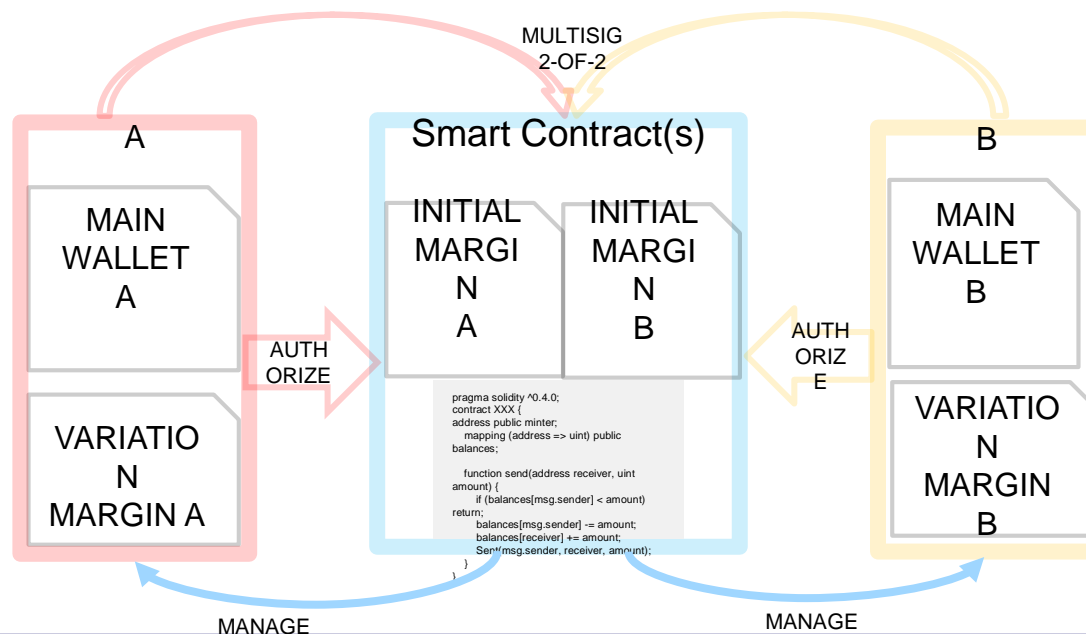 MULTISIG
2-OF-2
A
Smart Contract(s)
B
MAIN
WALLET
A
INITIAL
MARGI
N
A
INITIAL
MARGI
N
B
MAIN
WALLET
B
AUTH
ORIZE
AUTH
ORIZ
E
VARIATIO
N
MARGIN A
pragma solidity ^0.4.0;
contract XXX {
address public minter;
mapping (address => uint) public
balances;
function send(address receiver, uint
amount) {
if (balances[msg.sender] < amount)
return;
balances[msg.sender] -= amount;
balances[receiver] += amount;
Sent(msg.sender, receiver, amount);
}
}
VARIATIO
N
MARGIN
B
MANAGE
MANAGE